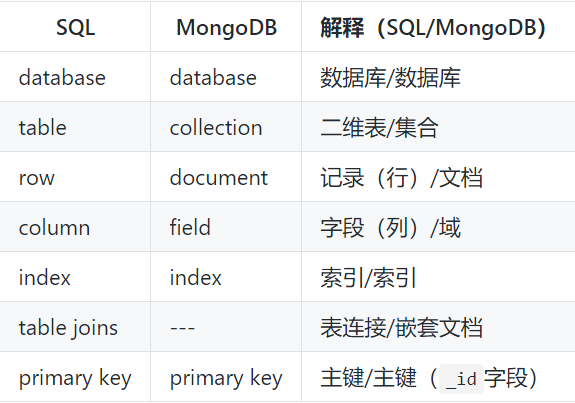 SQL MongoDB 解释（SQL/MongoDB）
database database 数据库/数据库
table collection 二维表/集合
row document 记录（行）/文档
column field 字段（列）/域
index index 索引/索引
table joins --- 表连接/嵌套文档
primary key primary key 主键/主键（_id字段）